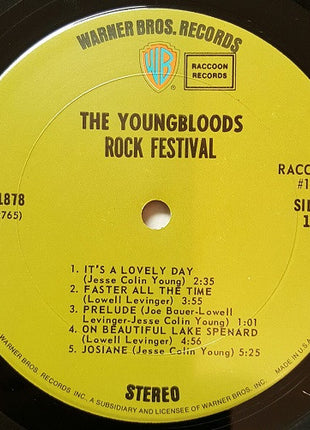 WARNER BROS. RECORDS
WB
RACCOON
RECORDS
THE YOUNGBLOODS
ROCK FESTIVAL
1878
765)
RACCO
#1
SID
1
1. IT'S A LOVELY DAY
(Jesse Colin Young) 2:35
2. FASTER ALL THE TIME
(Lowell Levinger) 3:55
3. PRELUDE (Joe Bauer-Lowell
Levinger-Jesse Colin Young) 1:01
4. ON BEAUTIFUL LAKE SPENARD
(Lowell Levinger) 4:56
5. JOSIANE (Jesse Colin Young) 5:25
STEREO
WARNER BROS. RECORDS INC., A SUBSIDIARY AND LICENSEE OF WARNER BROS. INC.
MADE IN U.S.A.